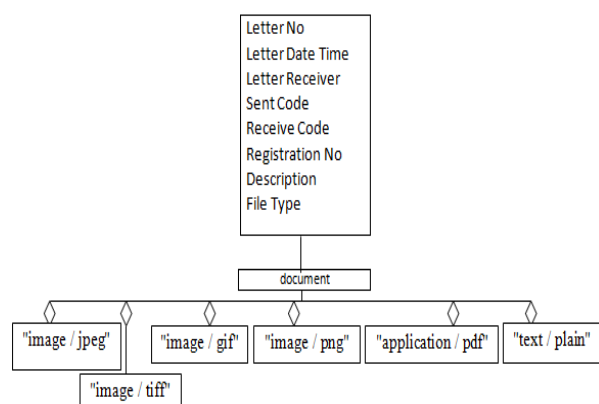 Letter No
Letter Date Time
Letter Receiver
Sent Code
Receive Code
Registration No
Description
File Type
document
"image / jpeg"
"image / gif"
"image / png"
"application / pdf"
"text / plain"
"image / tiff"